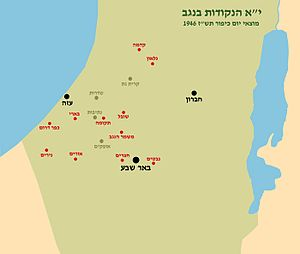 י"א הנקודות בנגב
מוצאי יום כיפור תש"ז 1946
קדמה
גלאון
קרית גת
חברון
שדרות
עזה
שובל
נתיבות
בארי
תקומה
כפר דרום
משמר הנגב
אופקים
נירים
אורים
חצרים
נבטים
באר שבע